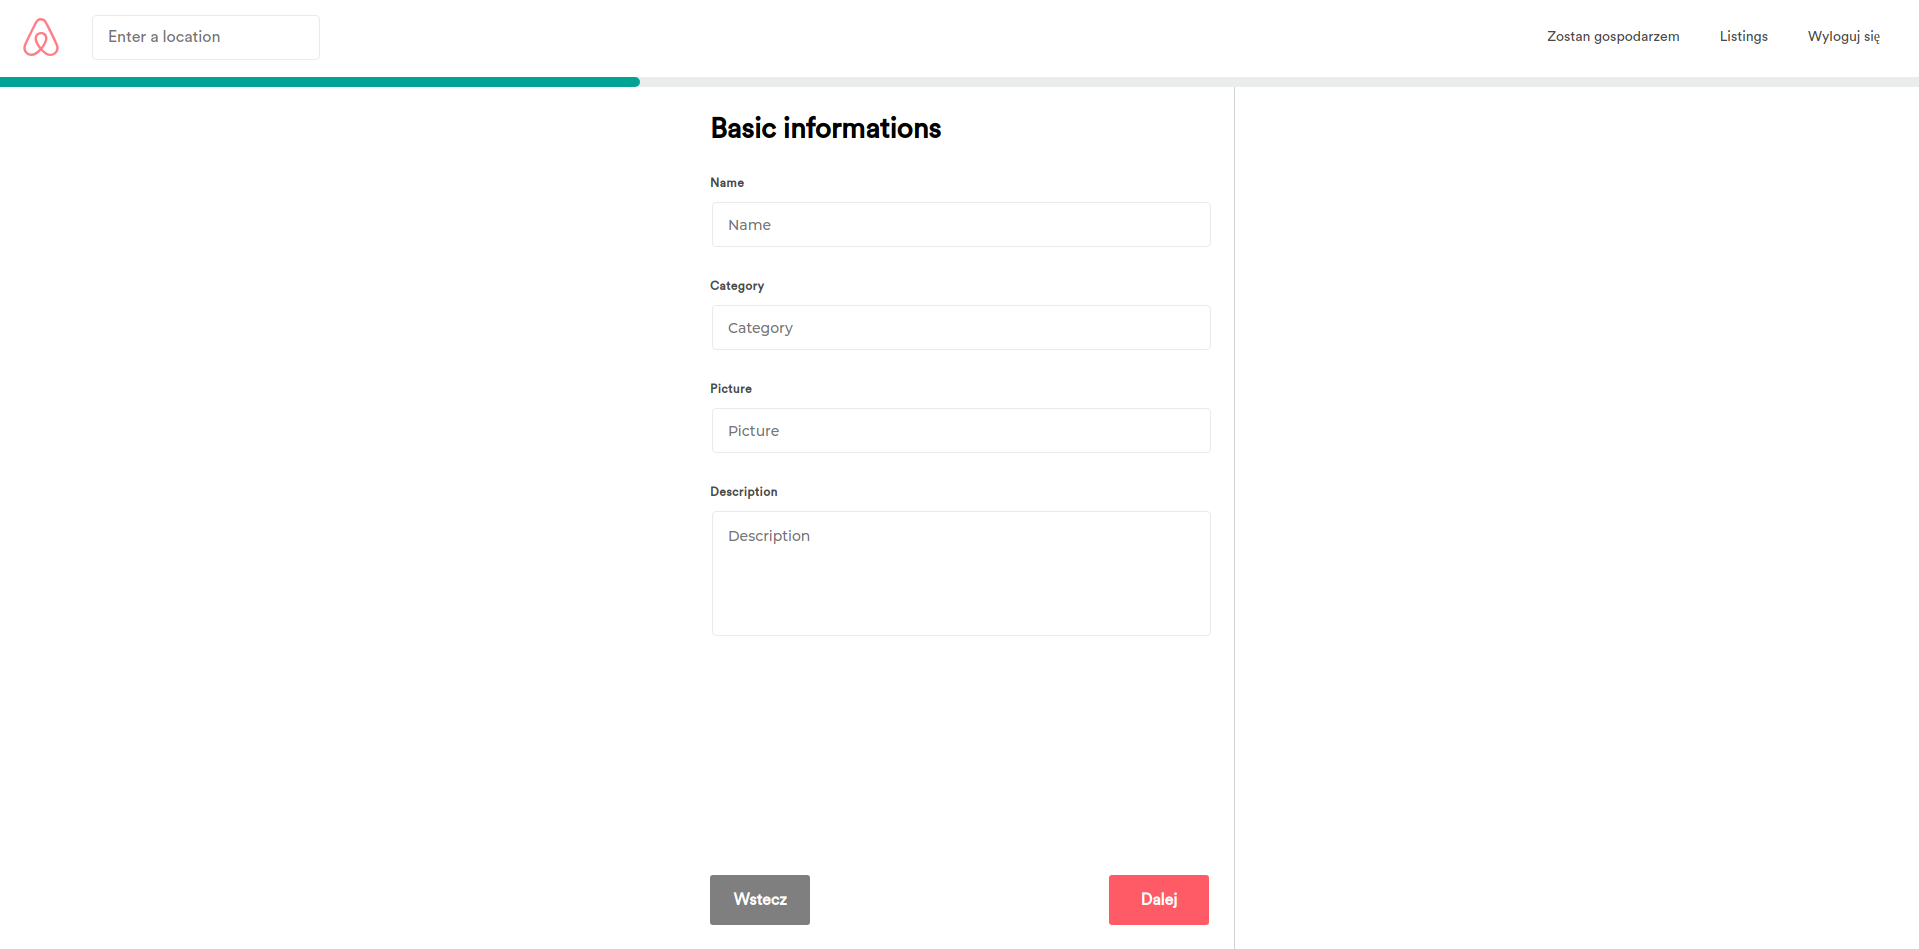 Enter a location
Zostan gospodarzem
Listings
Wyloguj się
Basic informations
Name
Name
Category
Category
Picture
Picture
Description
Description
Wstecz
Dalej